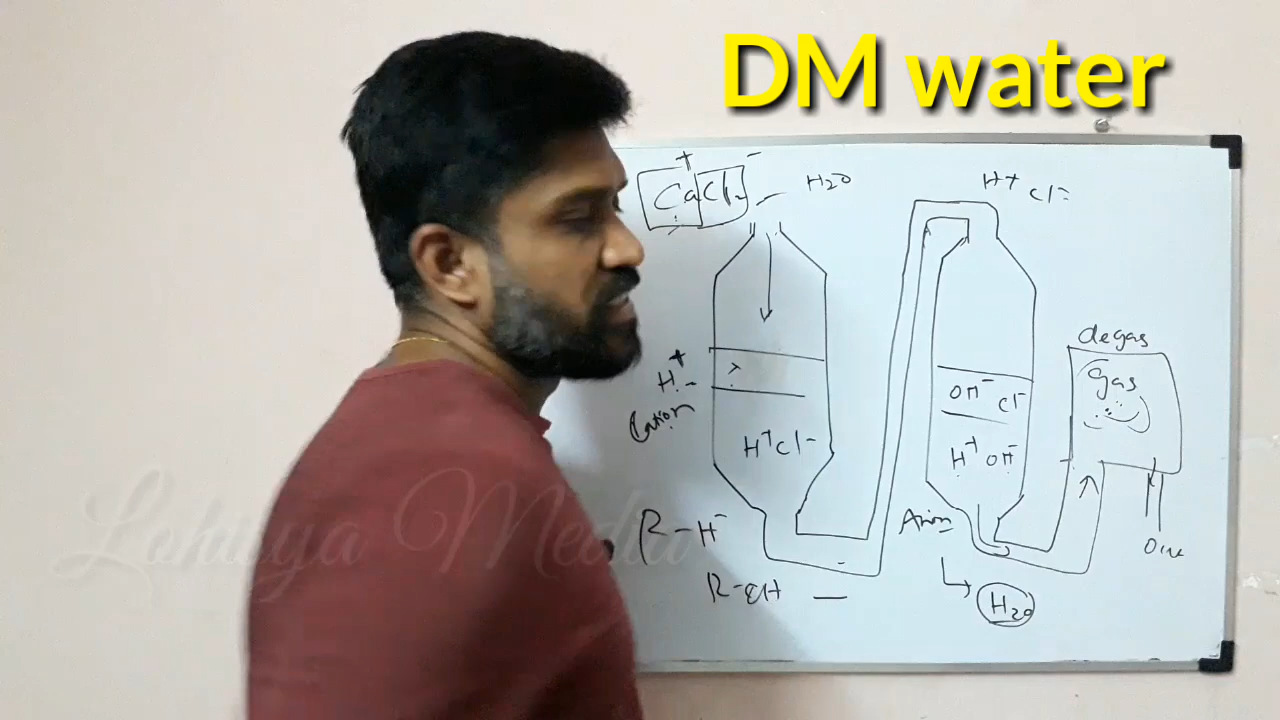 DM water
+ -
CaCl2 H2O
H+ Cl-
degas
gas
H+
Cation
OH- Cl-
H+ Cl-
H+ OH-
R-H
Anion
R-OH
H2O
Lohitya Media